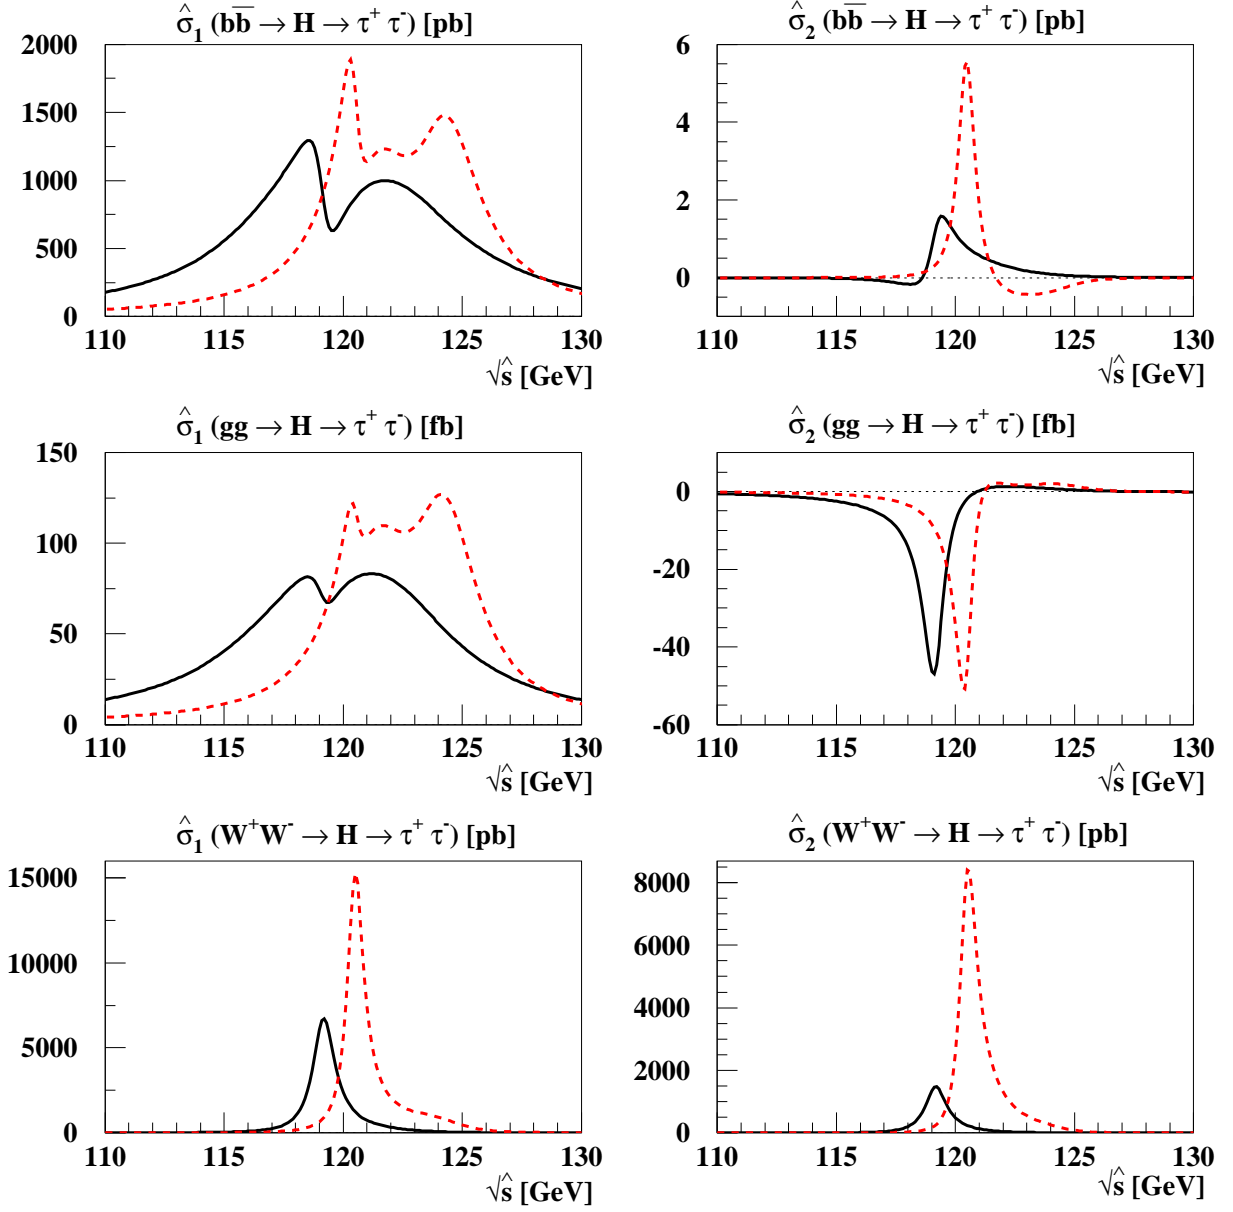 σ̂₁ (bb̅ → H → τ⁺ τ⁻) [pb]
2000
1500
1000
500
0
110 115 120 125 130
√ŝ [GeV]
σ̂₂ (bb̅ → H → τ⁺ τ⁻) [pb]
6
4
2
0
110 115 120 125 130
√ŝ [GeV]
σ̂₁ (gg → H → τ⁺ τ⁻) [fb]
150
100
50
0
110 115 120 125 130
√ŝ [GeV]
σ̂₂ (gg → H → τ⁺ τ⁻) [fb]
0
-20
-40
-60
110 115 120 125 130
√ŝ [GeV]
σ̂₁ (W⁺W⁻ → H → τ⁺ τ⁻) [pb]
15000
10000
5000
0
110 115 120 125 130
√ŝ [GeV]
σ̂₂ (W⁺W⁻ → H → τ⁺ τ⁻) [pb]
8000
6000
4000
2000
0
110 115 120 125 130
√ŝ [GeV]